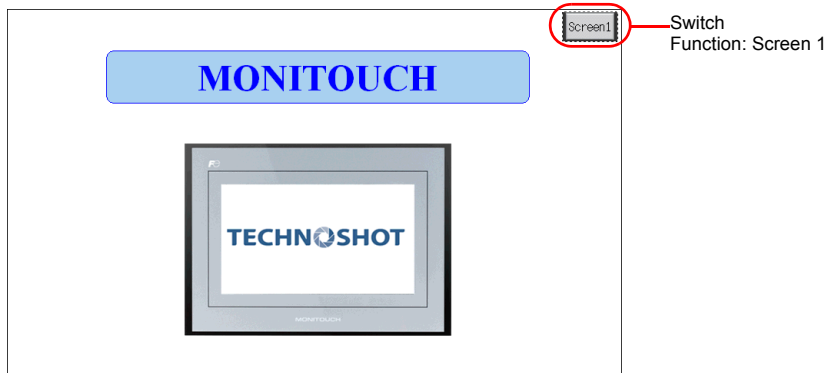 Screen1
Switch
Function: Screen 1
MONITOUCH
TECHNOSHOT
MONITOUCH